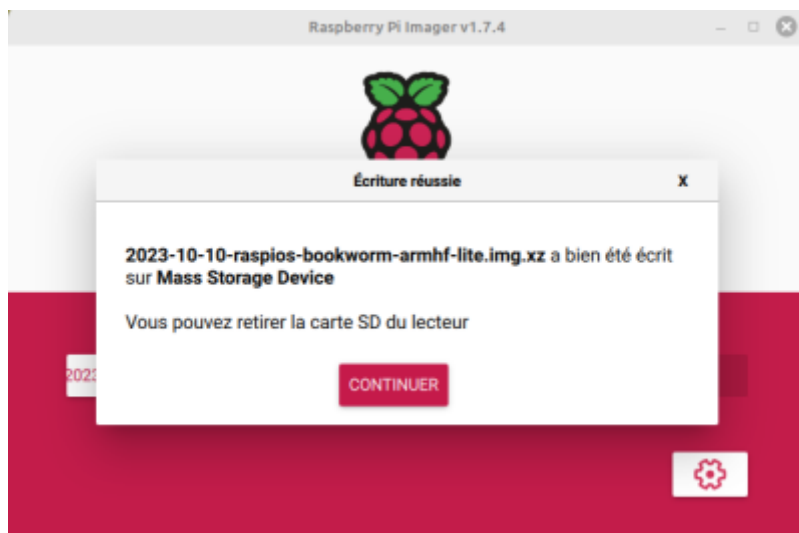 Raspberry Pi Imager v1.7.4
Écriture réussie
X
2023-10-10-raspios-bookworm-armhf-lite.img.xz a bien été écrit
sur Mass Storage Device
Vous pouvez retirer la carte SD du lecteur
2023
CONTINUER